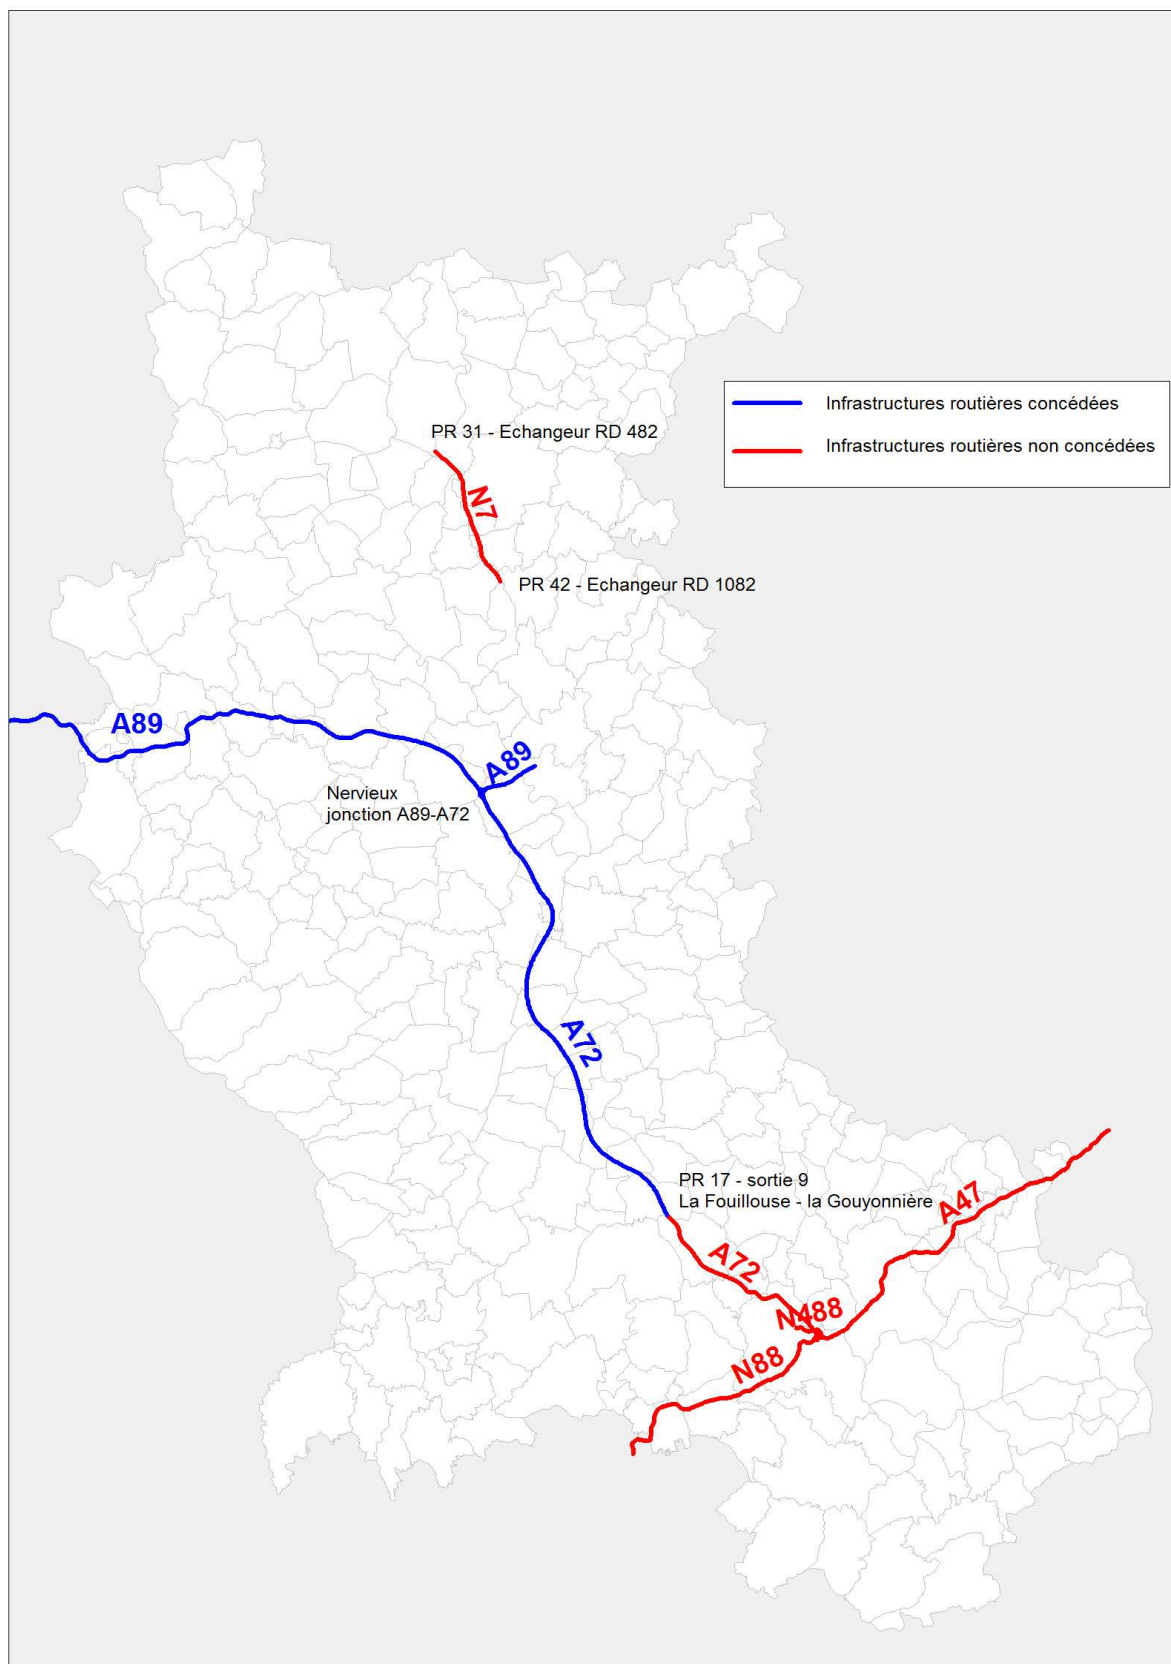 Infrastructures routières concédées
Infrastructures routières non concédées
PR 31 - Echangeur RD 482
N7
PR 42 - Echangeur RD 1082
A89
A89
Nervieux
jonction A89-A72
A72
PR 17 - sortie 9
La Fouillouse - la Gouyonnière
A47
A72
N488
N88